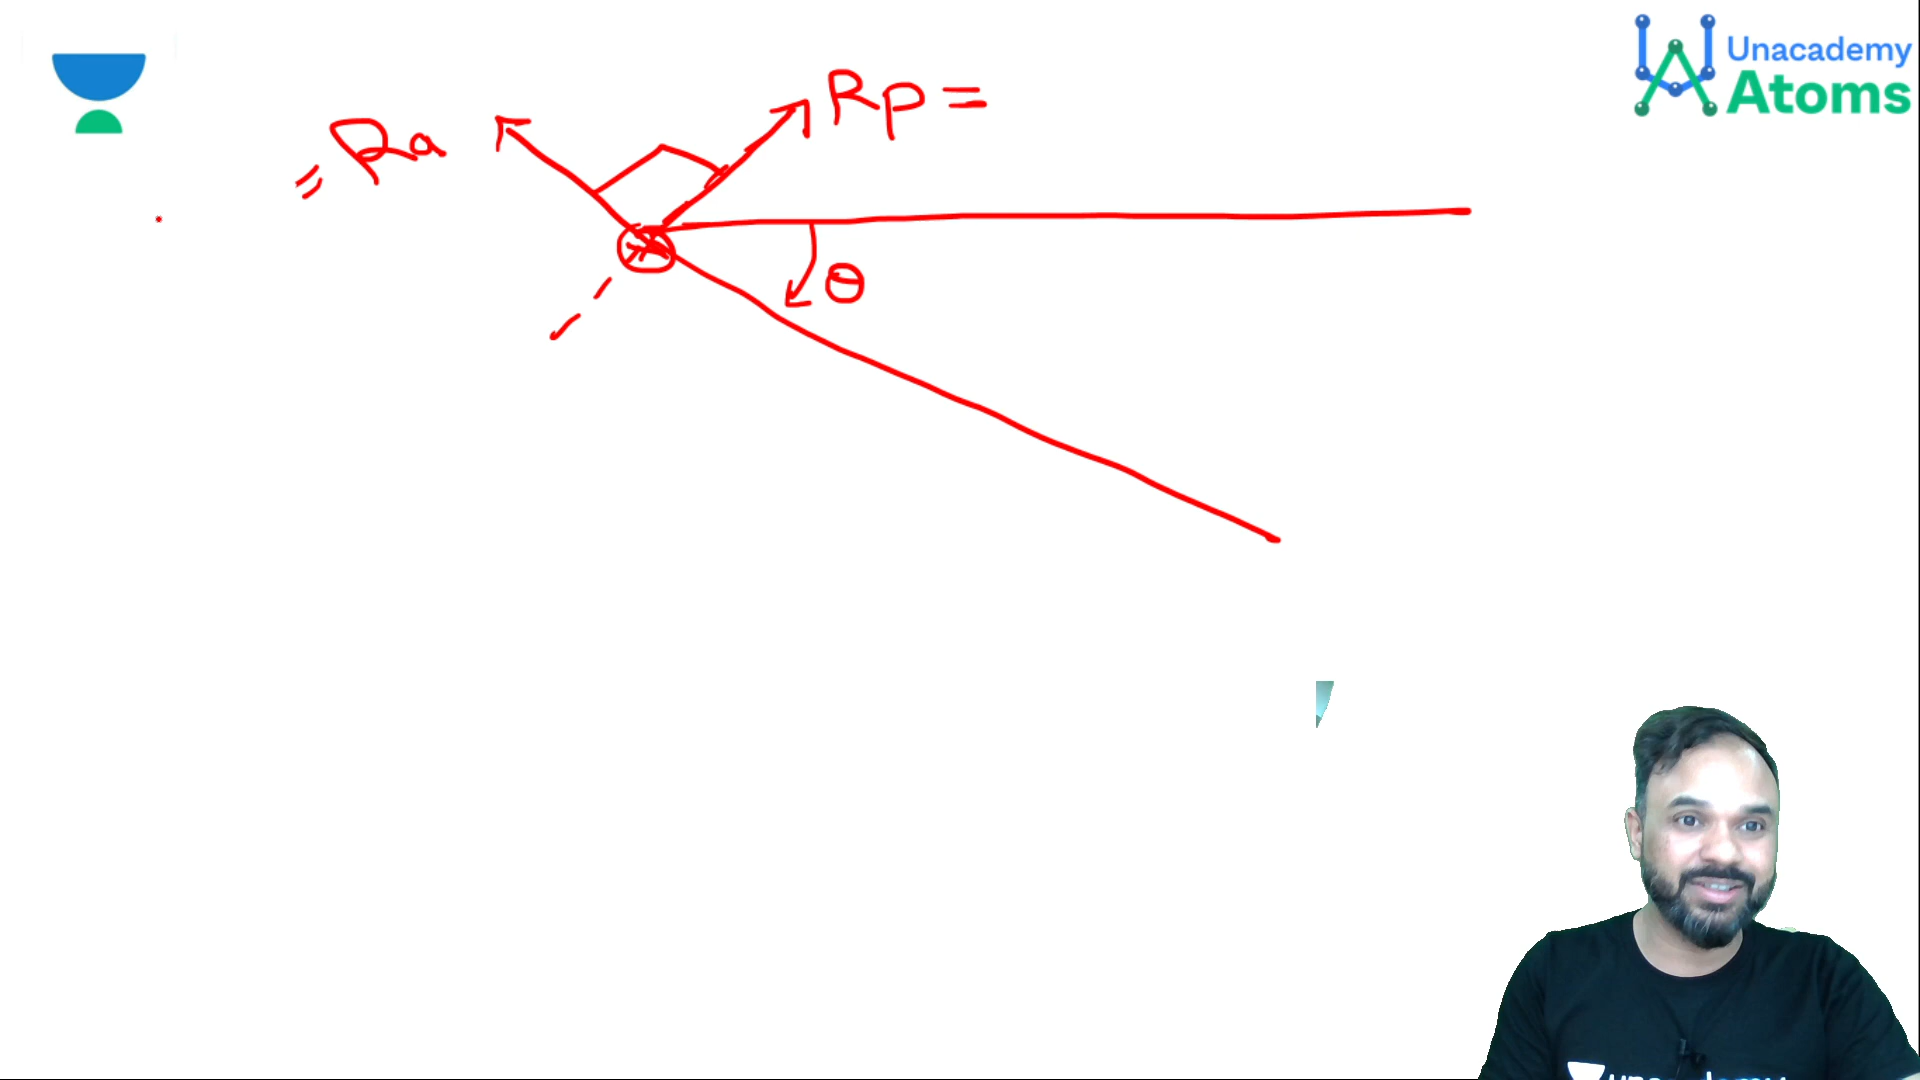 Unacademy
Atoms
Rp =
= Ra
θ